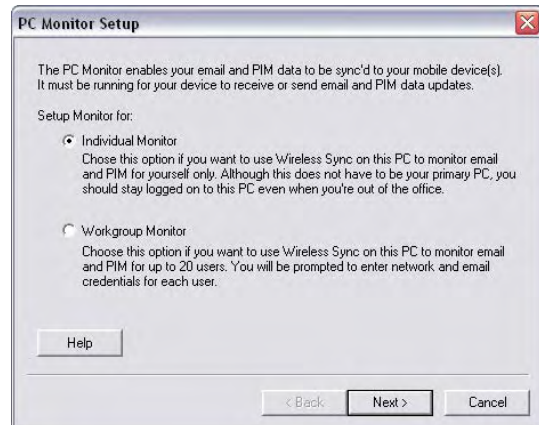 PC Monitor Setup
The PC Monitor enables your email and PIM data to be sync'd to your mobile device(s).
It must be running for your device to receive or send email and PIM data updates.
Setup Monitor for:
Individual Monitor
Chose this option if you want to use Wireless Sync on this PC to monitor email
and PIM for yourself only. Although this does not have to be your primary PC, you
should stay logged on to this PC even when you're out of the office.
Workgroup Monitor
Choose this option if you want to use Wireless Sync on this PC to monitor email
and PIM for up to 20 users. You will be prompted to enter network and email
credentials for each user.
Help
< Back Next > Cancel